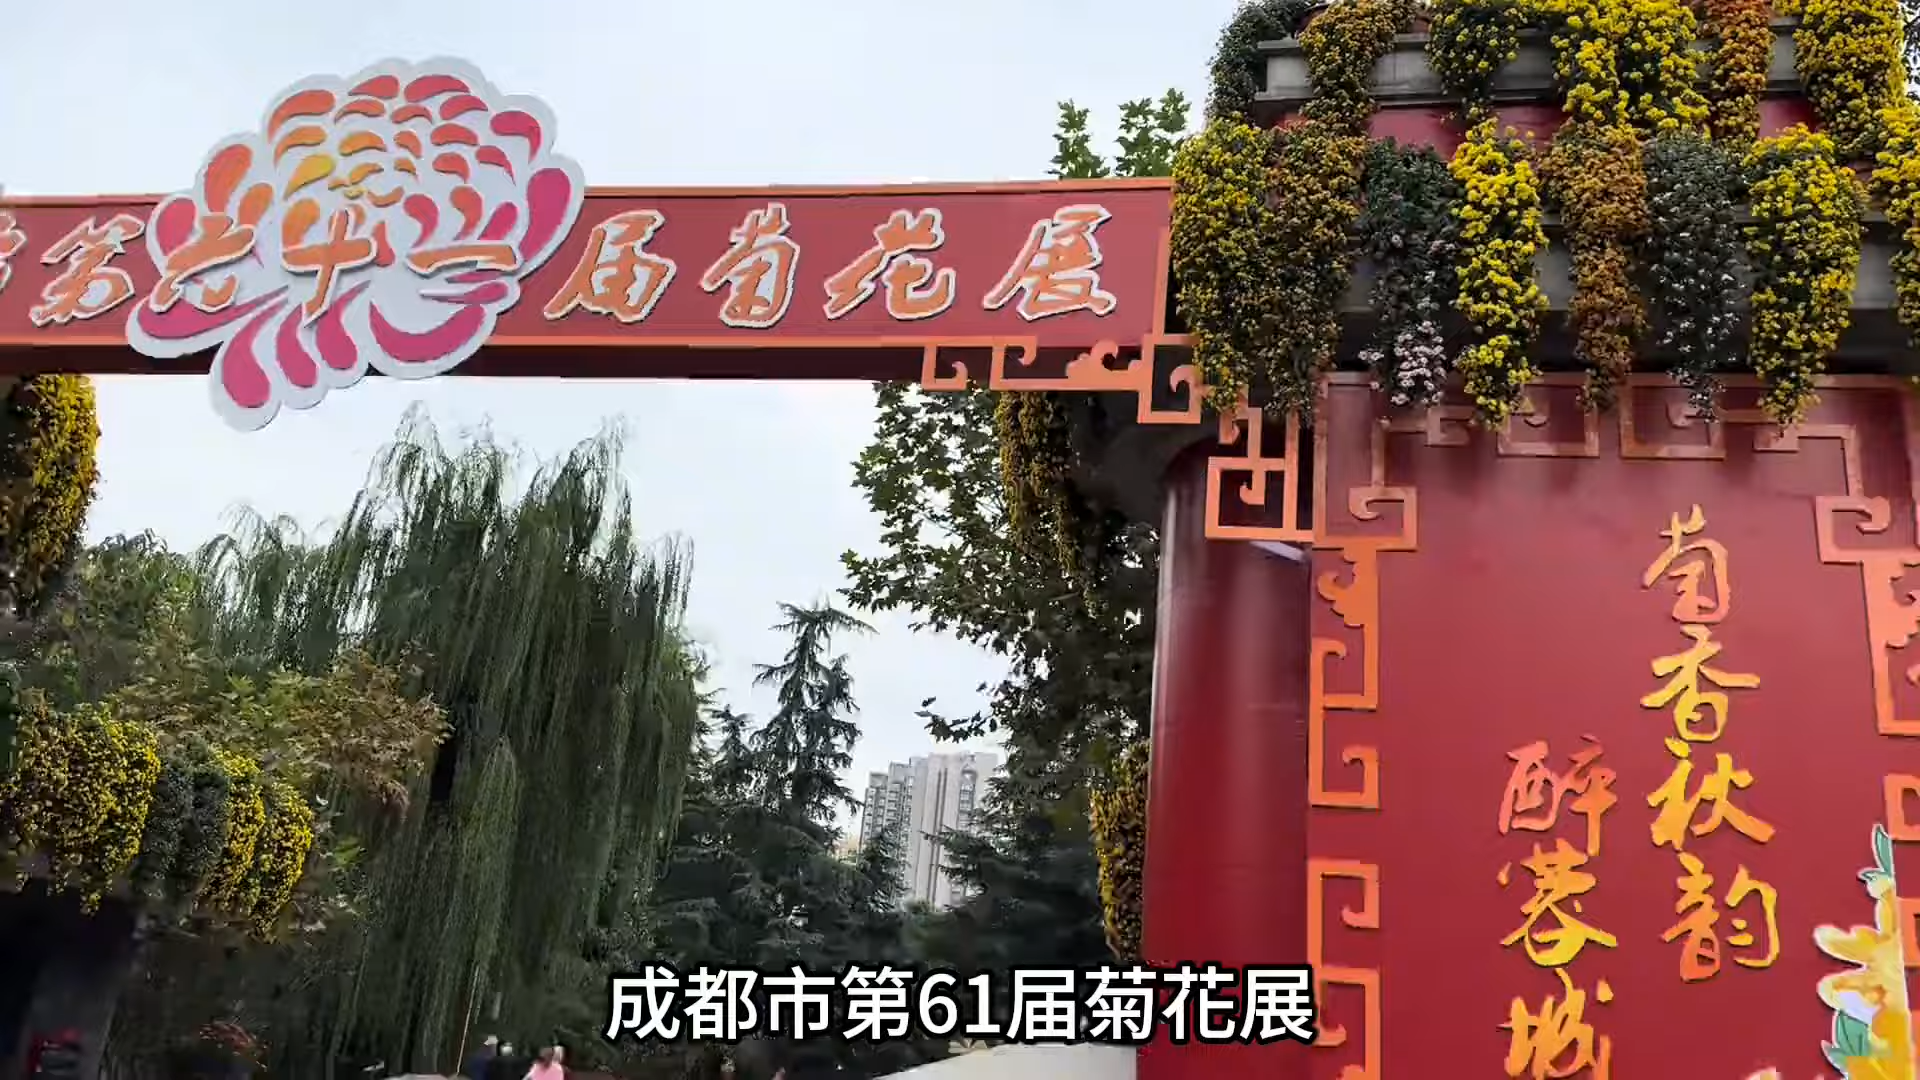 第六十一届菊花展
菊香秋韵
醉蓉城
成都市第61届菊花展